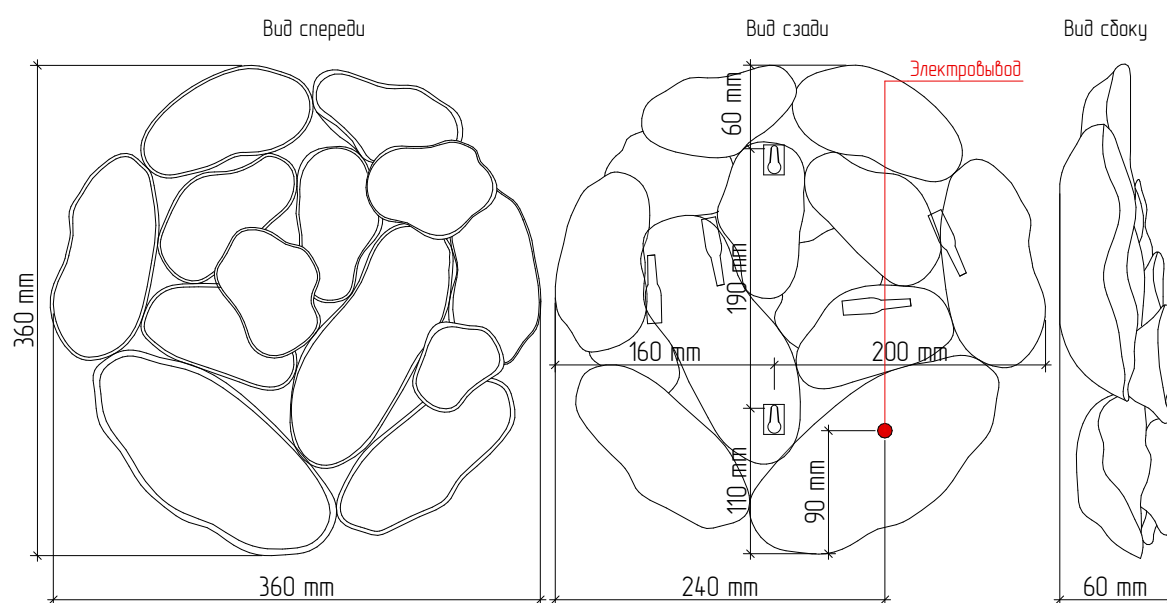 Вид спереди
Вид сзади
Вид сбоку
Электровывод
60 mm
190 mm
360 mm
160 mm
200 mm
110 mm
90 mm
360 mm
240 mm
60 mm